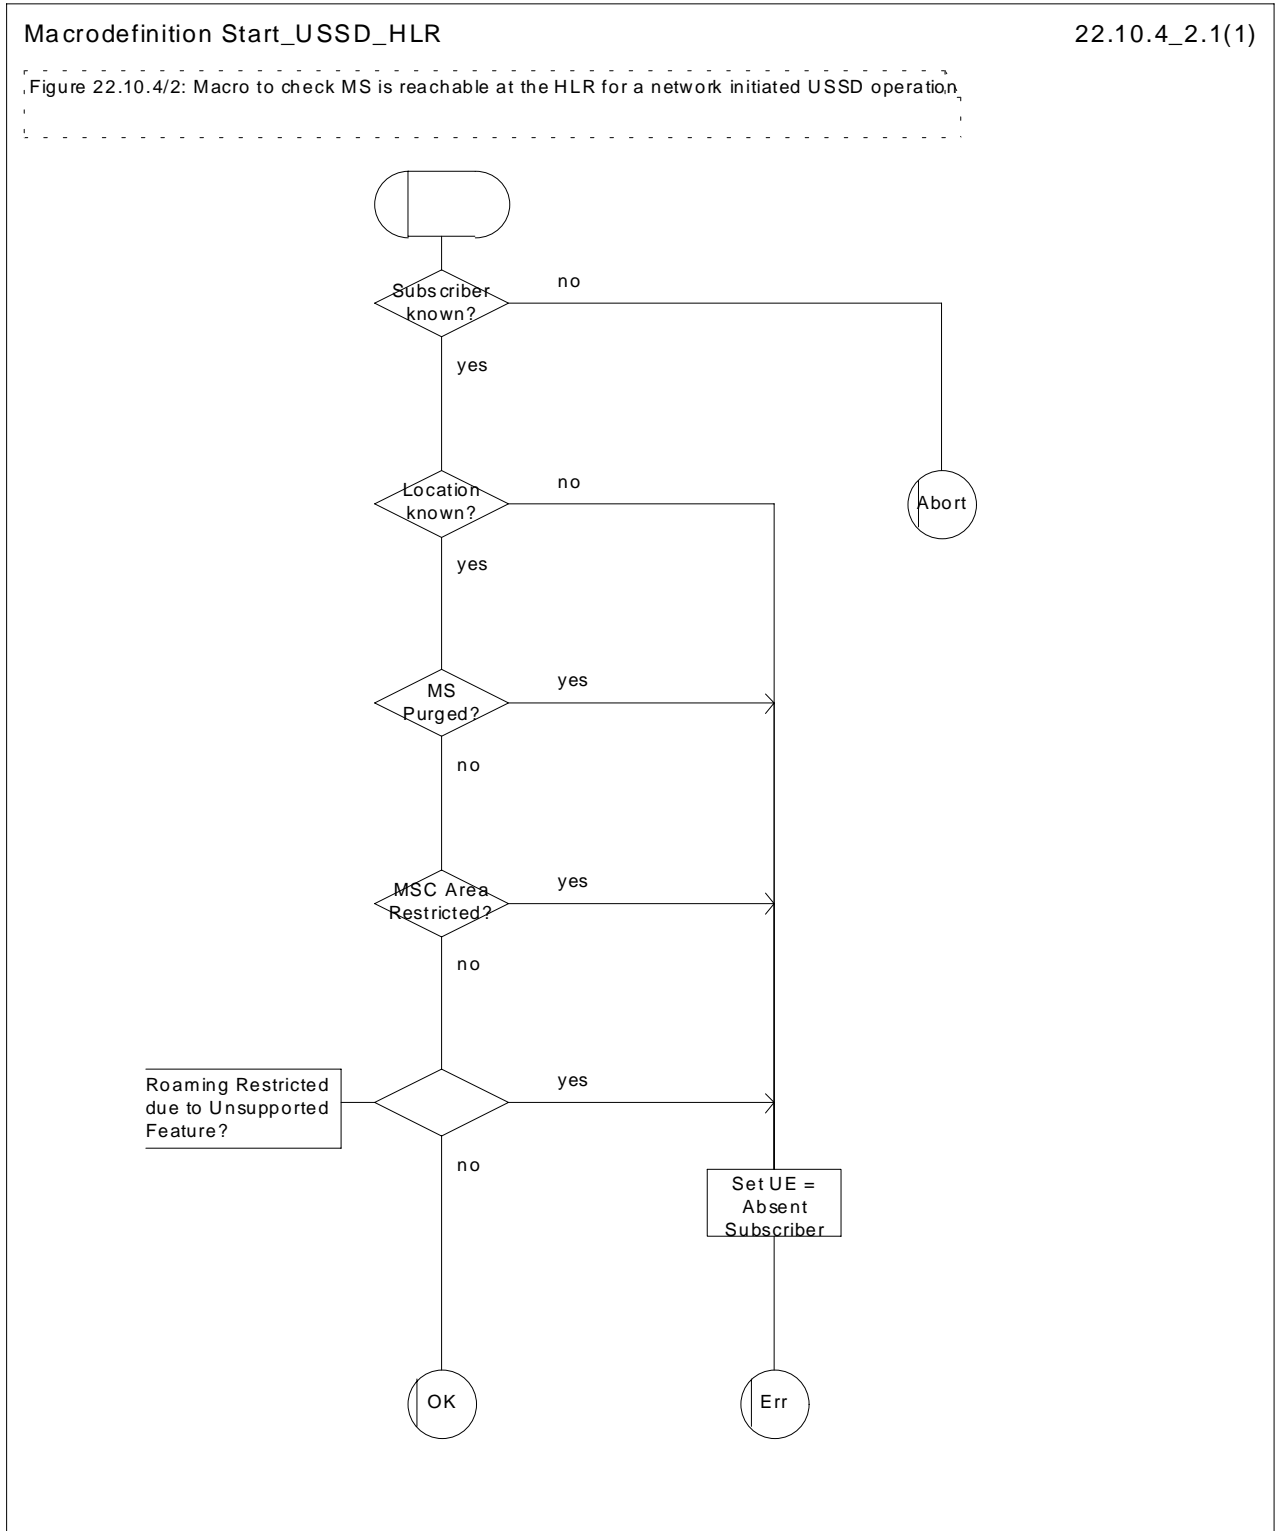 Macrodefinition Start_USSD_HLR
22.10.4_2.1(1)
Figure 22.10.4/2: Macro to check MS is reachable at the HLR for a network initiated USSD operation
Subscriber
known?
no
yes
Location
known?
no
Abort
yes
MS
Purged?
yes
no
MSC Area
Restricted?
yes
no
Roaming Restricted
due to Unsupported
Feature?
yes
no
Set UE =
Absent
Subscriber
OK
Err